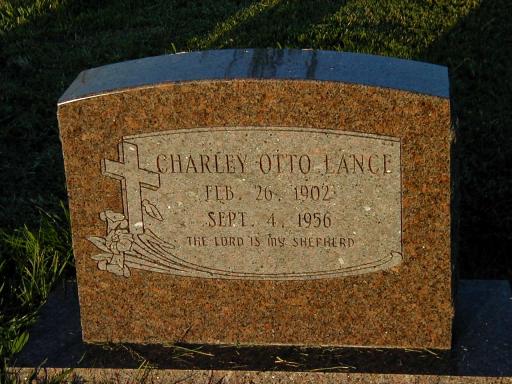 CHARLEY OTTO LANCE
FEB. 26, 1902
SEPT. 4, 1956
THE LORD IS MY SHEPHERD